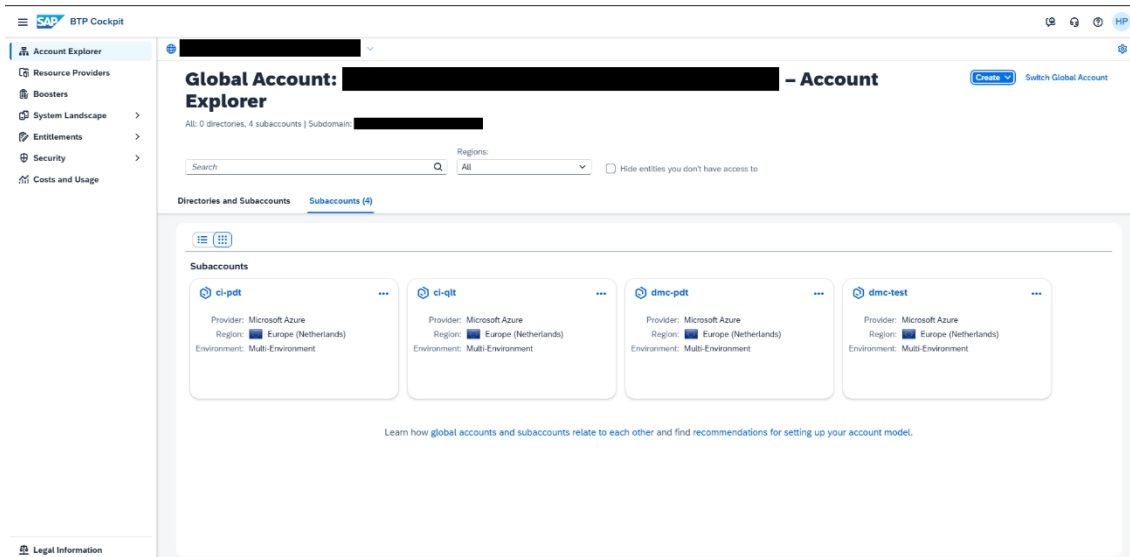 SAP BTP Cockpit
HP
Account Explorer
Resource Providers
Boosters
System Landscape
Entitlements
Security
Costs and Usage
Legal Information
Global Account: – Account
Explorer
Create
Switch Global Account
All: 0 directories, 4 subaccounts | Subdomain:
Regions:
Search
All
Hide entities you don't have access to
Directories and Subaccounts
Subaccounts (4)
Subaccounts
ci-pdt
Provider: Microsoft Azure
Region: Europe (Netherlands)
Environment: Multi-Environment
ci-qlt
Provider: Microsoft Azure
Region: Europe (Netherlands)
Environment: Multi-Environment
dmc-pdt
Provider: Microsoft Azure
Region: Europe (Netherlands)
Environment: Multi-Environment
dmc-test
Provider: Microsoft Azure
Region: Europe (Netherlands)
Environment: Multi-Environment
Learn how global accounts and subaccounts relate to each other and find recommendations for setting up your account model.